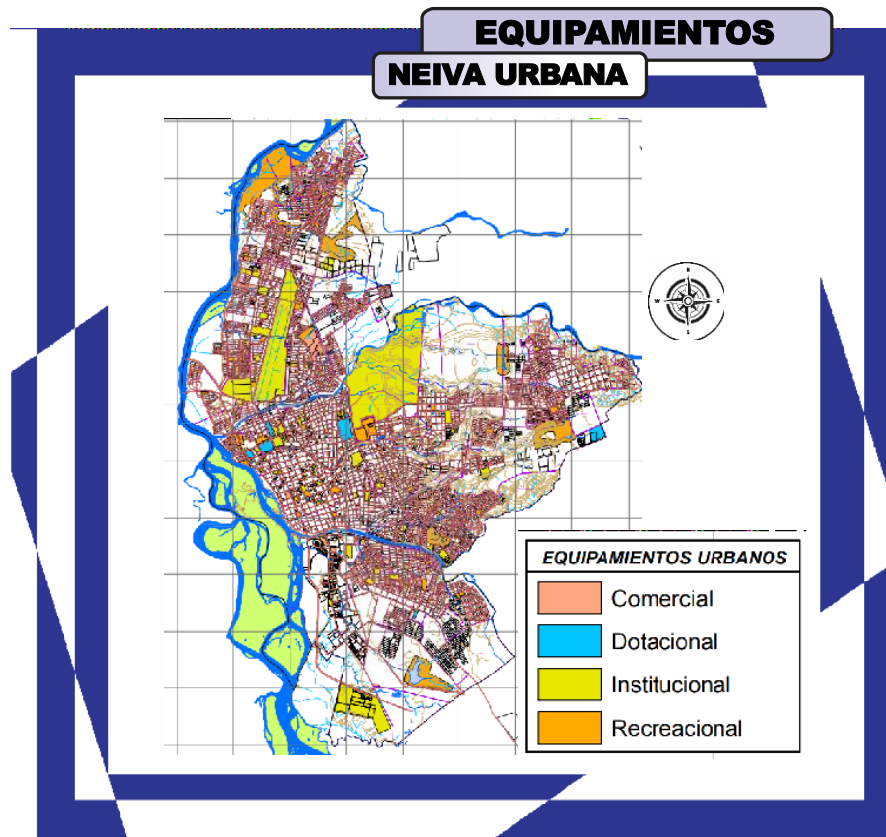 EQUIPAMIENTOS
NEIVA URBANA
N
W
E
S
EQUIPAMIENTOS URBANOS
Comercial
Dotacional
Institucional
Recreacional